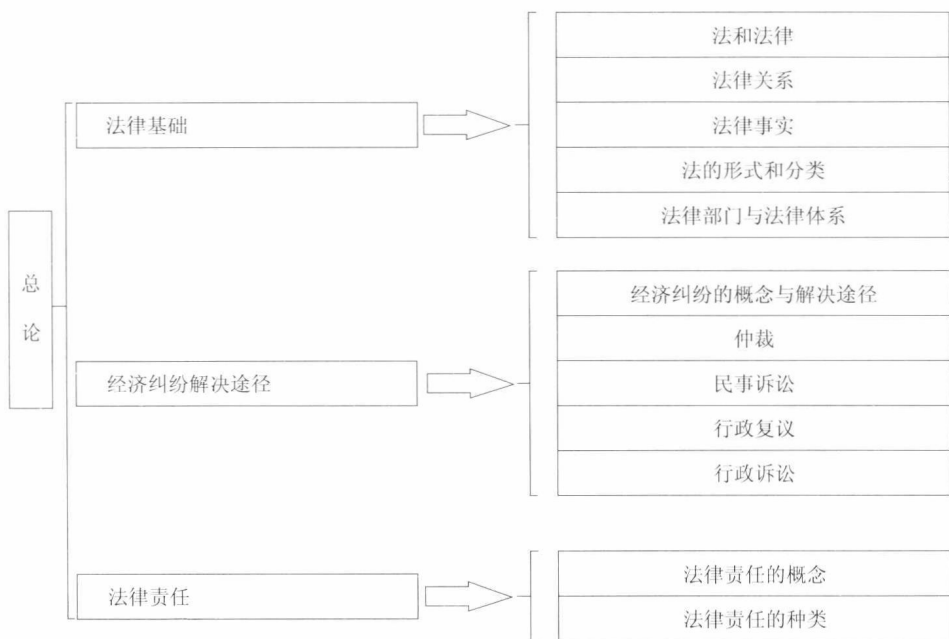 总论
法律基础
法和法律
法律关系
法律事实
法的形式和分类
法律部门与法律体系
经济纠纷解决途径
经济纠纷的概念与解决途径
仲裁
民事诉讼
行政复议
行政诉讼
法律责任
法律责任的概念
法律责任的种类